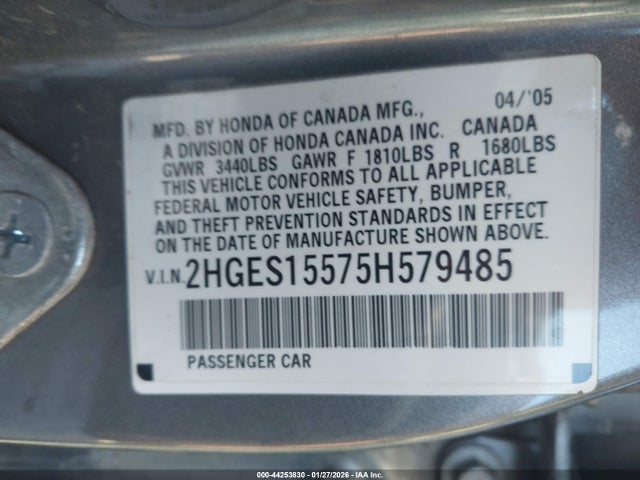 MFD. BY HONDA OF CANADA MFG., 04/'05
A DIVISION OF HONDA CANADA INC. CANADA
GVWR 3440LBS GAWR F 1810LBS R 1680LBS
THIS VEHICLE CONFORMS TO ALL APPLICABLE
FEDERAL MOTOR VEHICLE SAFETY, BUMPER,
AND THEFT PREVENTION STANDARDS IN EFFECT
ON THE DATE OF MANUFACTURE SHOWN ABOVE.
V.I.N. 2HGES15575H579485
PASSENGER CAR
000-44253830 - 01/27/2026 - IAA Inc.